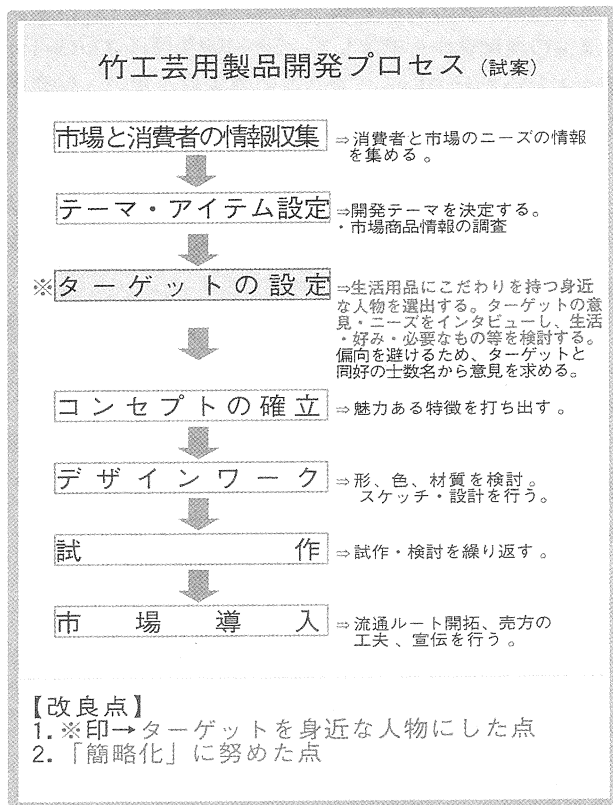 竹工芸用製品開発プロセス（試案）
市場と消費者の情報収集
⇒消費者と市場のニーズの情報
を集める。
テーマ・アイテム設定
⇒開発テーマを決定する。
・市場商品情報の調査
※ターゲットの設定
⇒生活用品にこだわりを持つ身近
な人物を選出する。ターゲットの意
見・ニーズをインタビューし、生活
・好み・必要なもの等を検討する。
偏向を避けるため、ターゲットと
同好の士数名から意見を求める。
コンセプトの確立
⇒魅力ある特徴を打ち出す。
デザインワーク
⇒形、色、材質を検討。
スケッチ・設計を行う。
試作
⇒試作・検討を繰り返す。
市場導入
⇒流通ルート開拓、売方の
工夫、宣伝を行う。
【改良点】
1.※印→ターゲットを身近な人物にした点
2.「簡略化」に努めた点